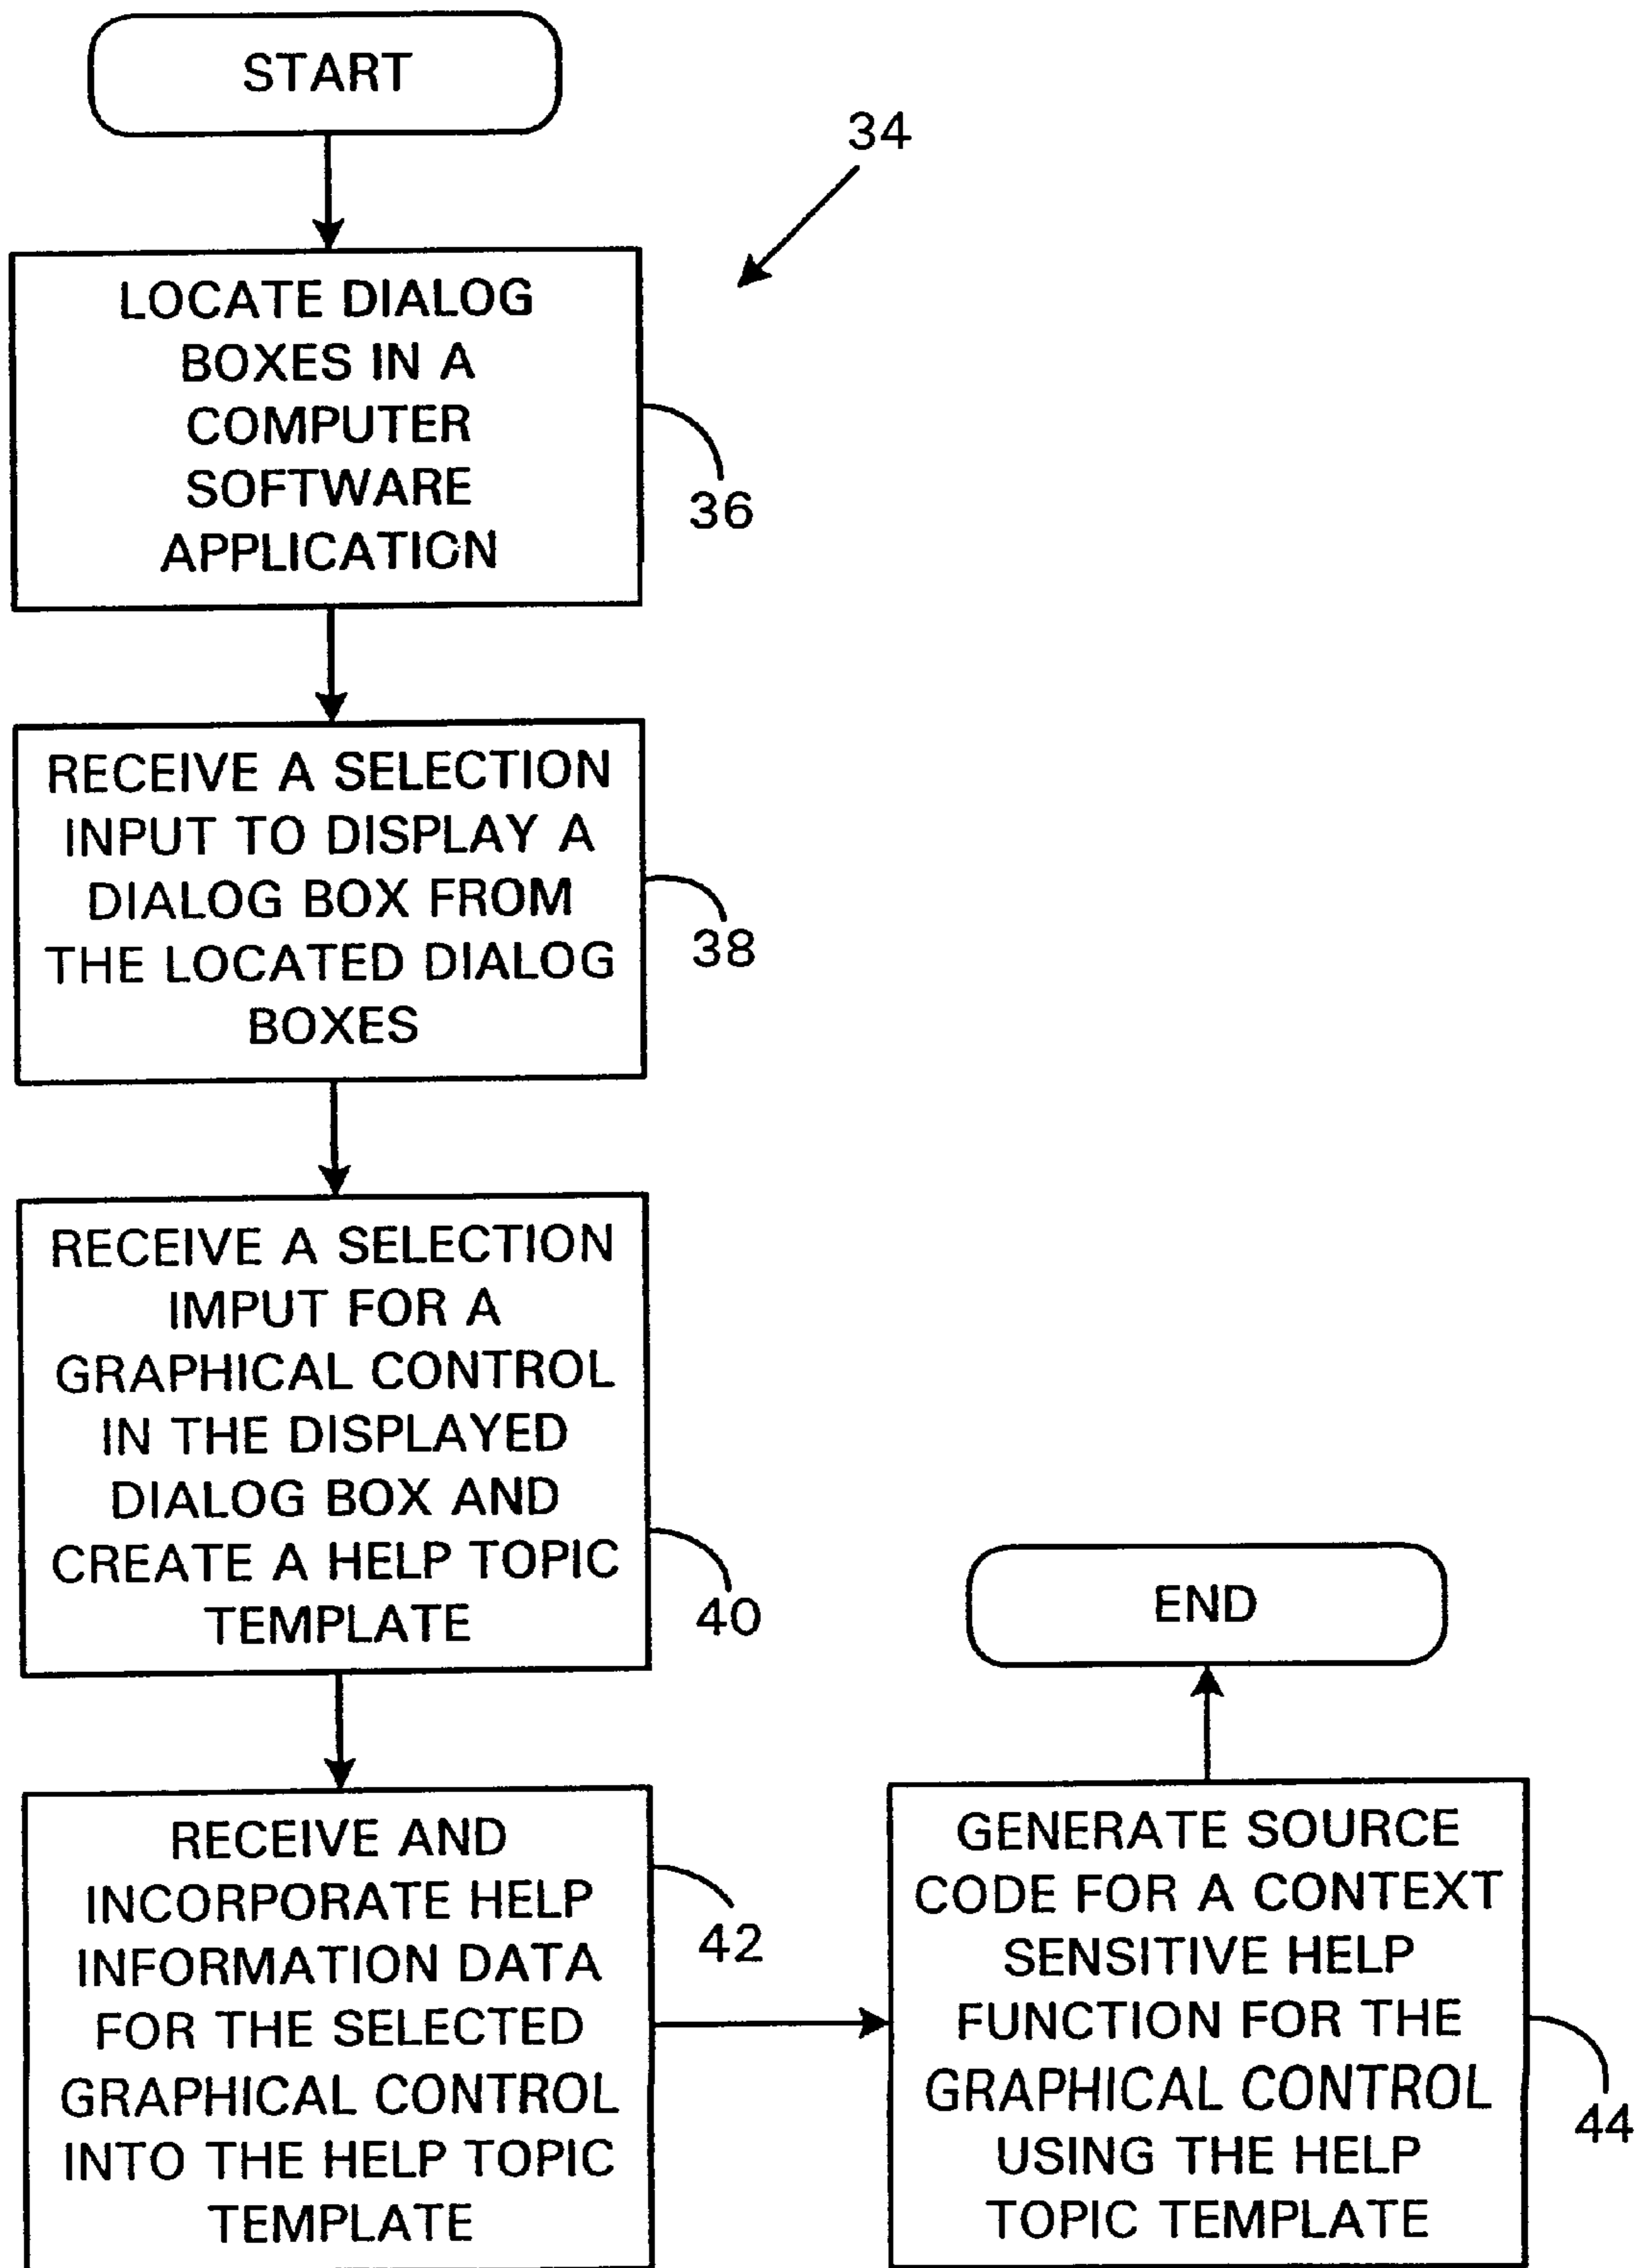 START
34
LOCATE DIALOG
BOXES IN A
COMPUTER
SOFTWARE
APPLICATION
36
RECEIVE A SELECTION
INPUT TO DISPLAY A
DIALOG BOX FROM
THE LOCATED DIALOG
BOXES
38
RECEIVE A SELECTION
IMPUT FOR A
GRAPHICAL CONTROL
IN THE DISPLAYED
DIALOG BOX AND
CREATE A HELP TOPIC
TEMPLATE
40
RECEIVE AND
INCORPORATE HELP
INFORMATION DATA
FOR THE SELECTED
GRAPHICAL CONTROL
INTO THE HELP TOPIC
TEMPLATE
42
GENERATE SOURCE
CODE FOR A CONTEXT
SENSITIVE HELP
FUNCTION FOR THE
GRAPHICAL CONTROL
USING THE HELP
TOPIC TEMPLATE
44
END